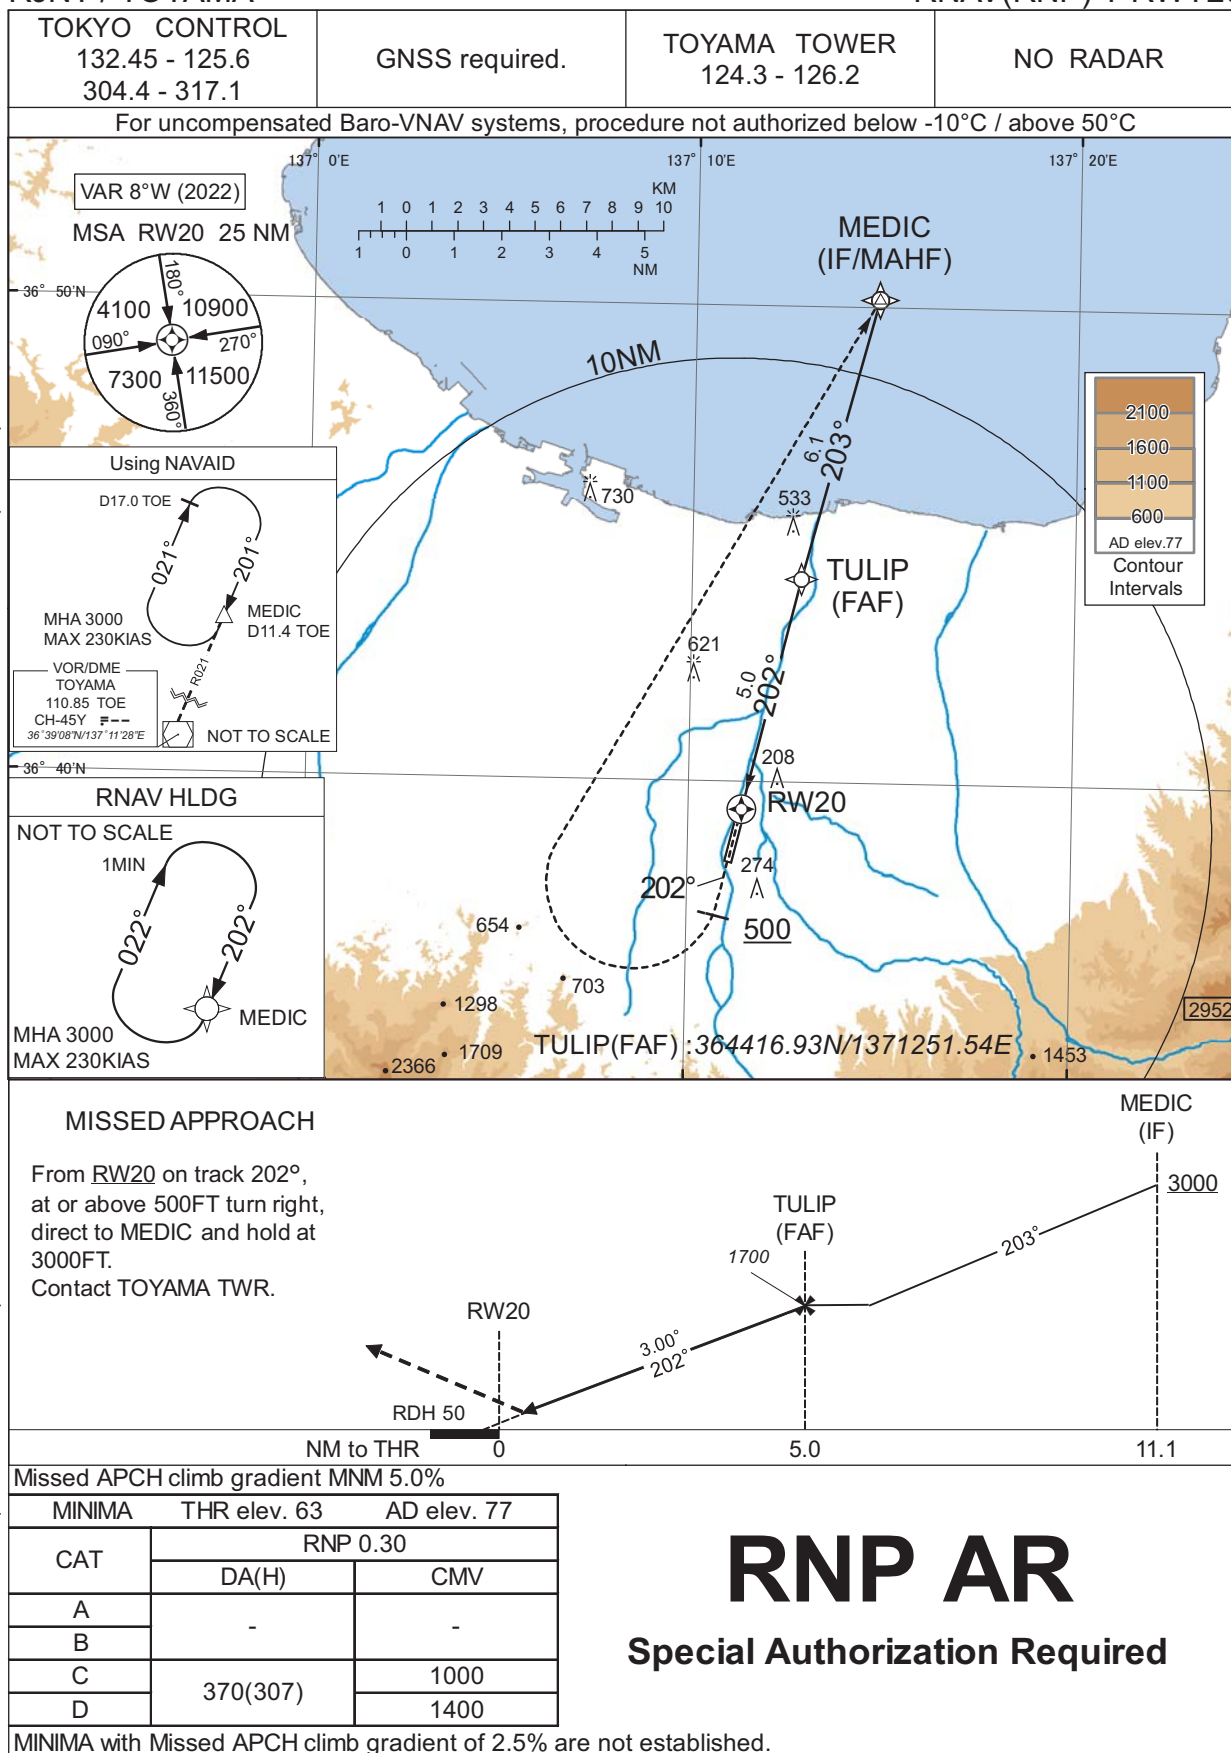 TOKYO CONTROL
132.45 - 125.6
304.4 - 317.1
GNSS required.
TOYAMA TOWER
124.3 - 126.2
NO RADAR
For uncompensated Baro-VNAV systems, procedure not authorized below -10°C / above 50°C
137° 0'E
137° 10'E
137° 20'E
VAR 8°W (2022)
MSA RW20 25 NM
180°
4100
10900
090°
270°
7300
11500
360°
KM
1 0 1 2 3 4 5 6 7 8 9 10
1 0 1 2 3 4 5
NM
MEDIC
(IF/MAHF)
36° 50'N
10NM
6.1
203°
2100
1600
1100
600
AD elev.77
Contour
Intervals
730
533
TULIP
(FAF)
621
5.0
202°
208
RW20
274
202°
500
654
703
1298
1709
2366
2952
1453
TULIP(FAF) :364416.93N/1371251.54E
Using NAVAID
D17.0 TOE
021°
201°
MHA 3000
MAX 230KIAS
MEDIC
D11.4 TOE
R021
VOR/DME
TOYAMA
110.85 TOE
CH-45Y
36°39'08"N/137°11'28"E
NOT TO SCALE
36° 40'N
RNAV HLDG
NOT TO SCALE
1MIN
022°
202°
MEDIC
MHA 3000
MAX 230KIAS
MISSED APPROACH
From RW20 on track 202°,
at or above 500FT turn right,
direct to MEDIC and hold at
3000FT.
Contact TOYAMA TWR.
MEDIC
(IF)
3000
TULIP
(FAF)
203°
1700
RW20
3.00°
202°
RDH 50
NM to THR 0 5.0 11.1
Missed APCH climb gradient MNM 5.0%
MINIMA THR elev. 63 AD elev. 77
CAT
RNP 0.30
DA(H) CMV
A
B
- -
C
370(307)
1000
D
1400
RNP AR
Special Authorization Required
MINIMA with Missed APCH climb gradient of 2.5% are not established.